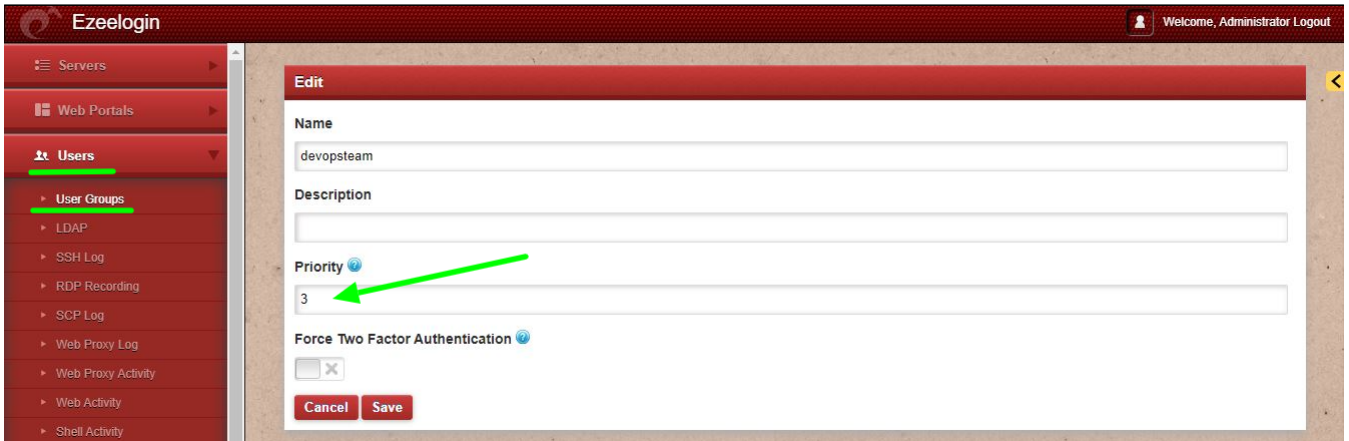 Ezeelogin
Welcome, Administrator Logout
Servers
Web Portals
Users
User Groups
LDAP
SSH Log
RDP Recording
SCP Log
Web Proxy Log
Web Proxy Activity
Web Activity
Shell Activity
Edit
Name
devopsteam
Description
Priority
3
Force Two Factor Authentication
Cancel Save